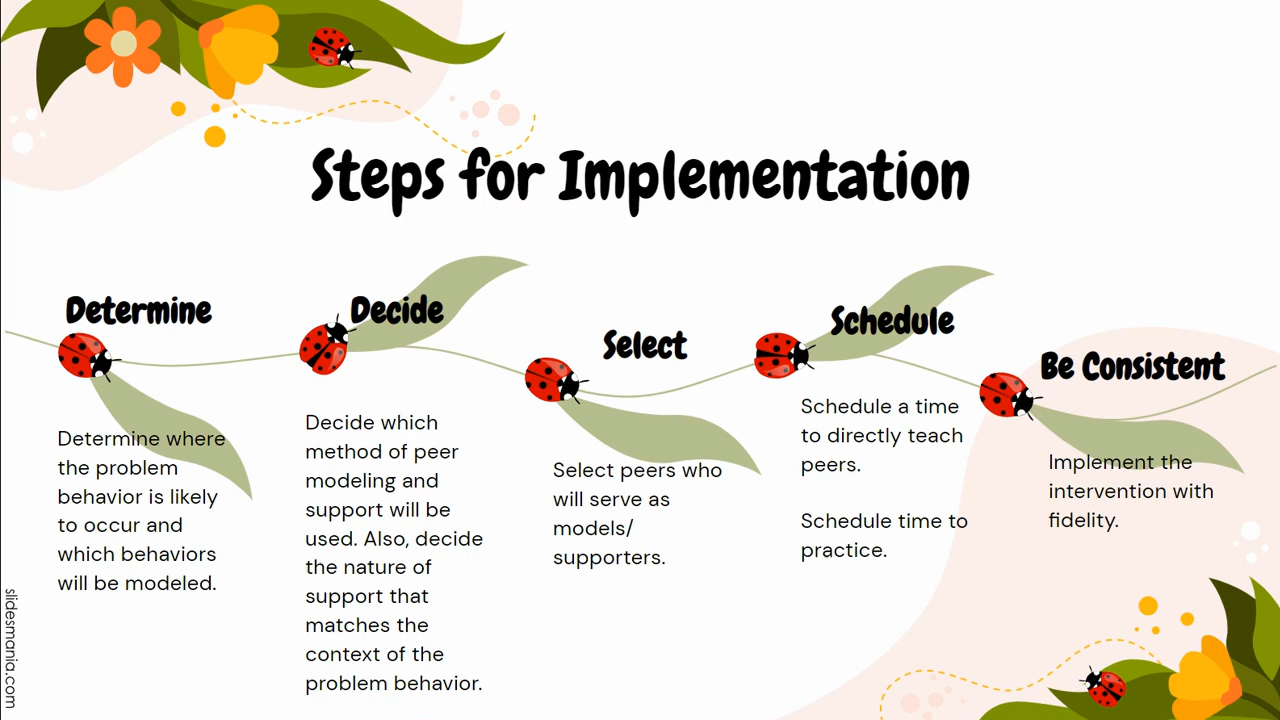 Steps for Implementation
Determine
Determine where
the problem
behavior is likely
to occur and
which behaviors
will be modeled.
Decide
Decide which
method of peer
modeling and
support will be
used. Also, decide
the nature of
support that
matches the
context of the
problem behavior.
Select
Select peers who
will serve as
models/
supporters.
Schedule
Schedule a time
to directly teach
peers.
Schedule time to
practice.
Be Consistent
Implement the
intervention with
fidelity.
slidesmania.com